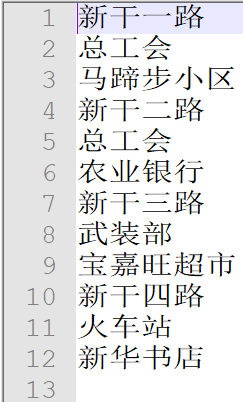 1 新干一路
2 总工会
3 马蹄步小区
4 新干二路
5 总工会
6 农业银行
7 新干三路
8 武装部
9 宝嘉旺超市
10 新干四路
11 火车站
12 新华书店
13